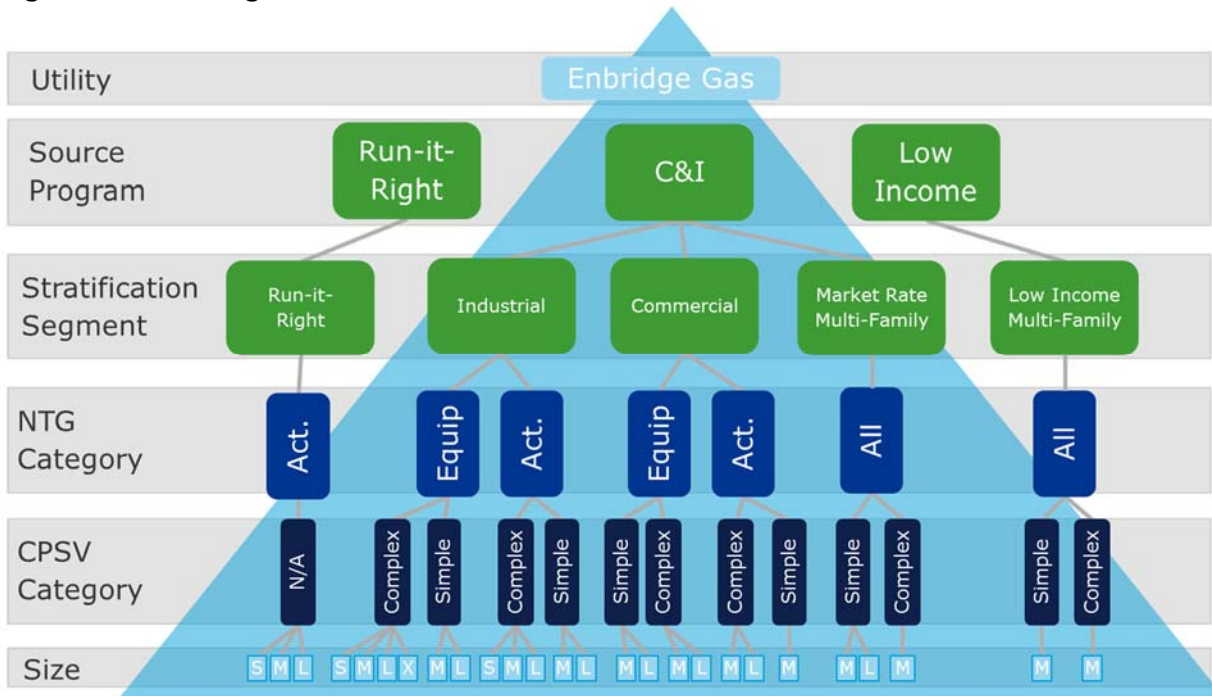 Utility
Enbridge Gas
Source
Program
Run-it-
Right
C&I
Low
Income
Stratification
Segment
Run-it-
Right
Industrial
Commercial
Market Rate
Multi-Family
Low Income
Multi-Family
NTG
Category
Act.
Equip
Act.
Equip
Act.
All
All
CPSV
Category
N/A
Complex
Simple
Complex
Simple
Simple
Complex
Complex
Simple
Simple
Complex
Simple
Complex
Size
S M L S M L X M L S M L M L M L M L M L M M L M M M